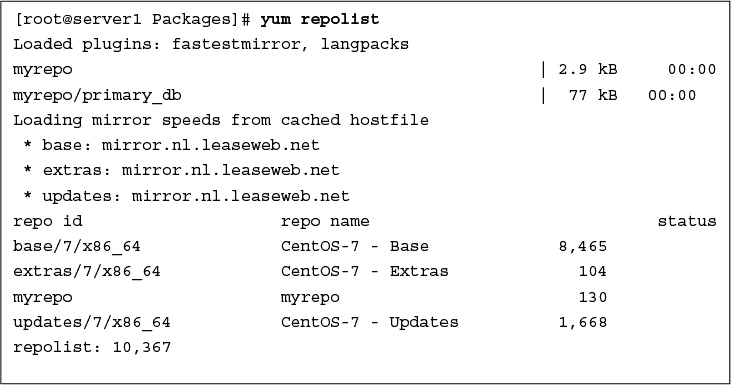 [root@server1 Packages]# yum repolist
Loaded plugins: fastestmirror, langpacks
myrepo | 2.9 kB 00:00
myrepo/primary_db | 77 kB 00:00
Loading mirror speeds from cached hostfile
* base: mirror.nl.leaseweb.net
* extras: mirror.nl.leaseweb.net
* updates: mirror.nl.leaseweb.net
repo id repo name status
base/7/x86_64 CentOS-7 - Base 8,465
extras/7/x86_64 CentOS-7 - Extras 104
myrepo myrepo 130
updates/7/x86_64 CentOS-7 - Updates 1,668
repolist: 10,367